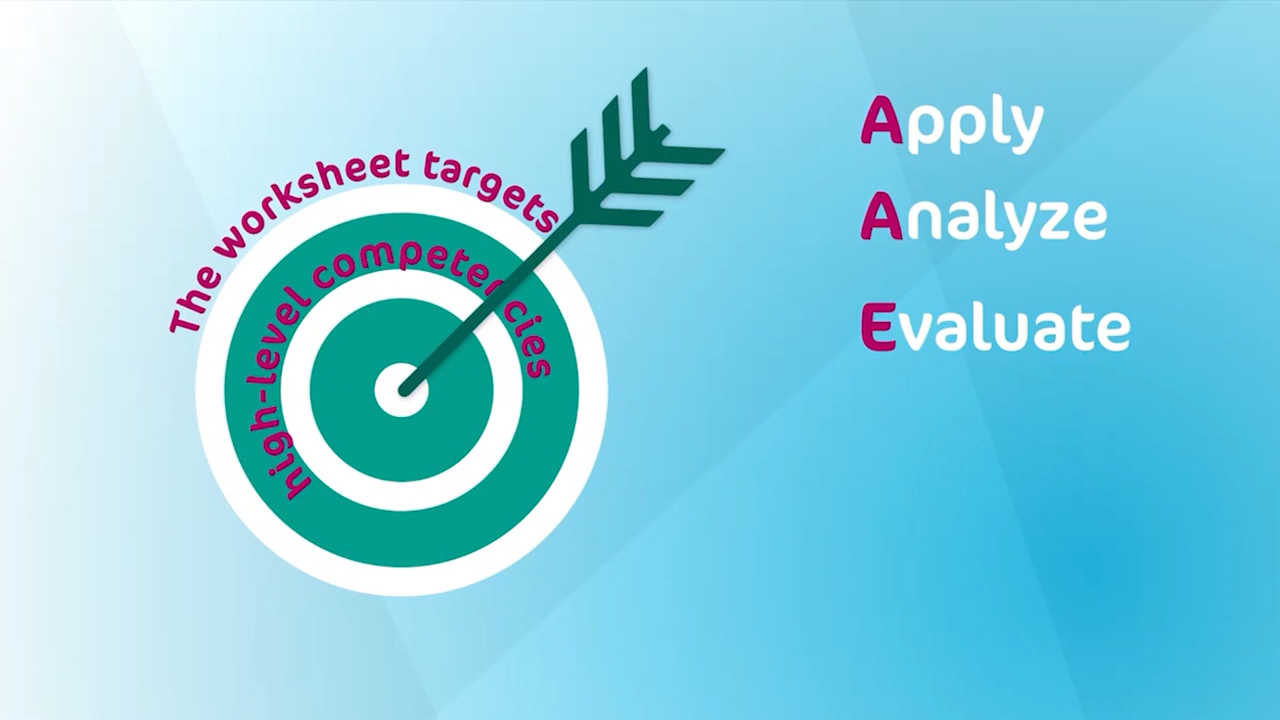 The worksheet targets
high-level competencies
Apply
Analyze
Evaluate